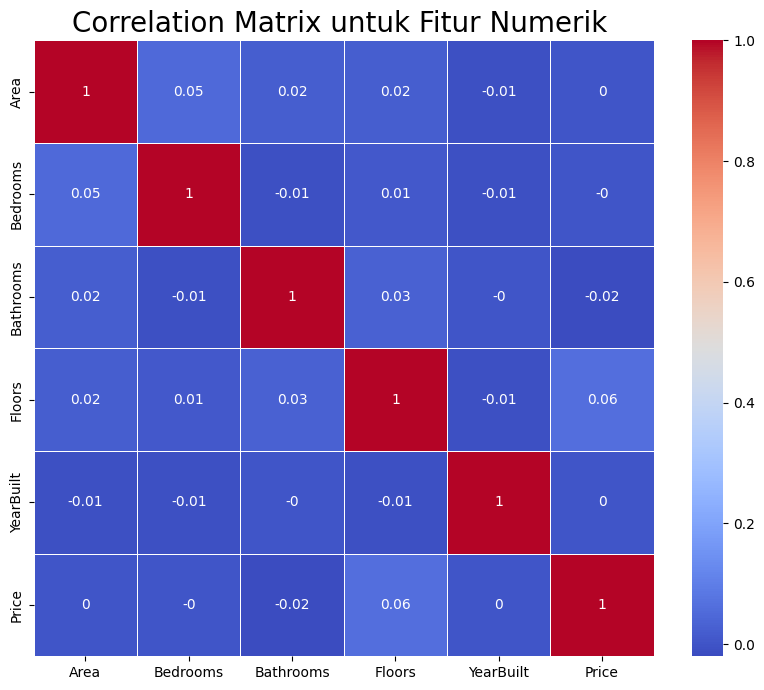 Correlation Matrix untuk Fitur Numerik
Area 1 0.05 0.02 0.02 -0.01 0
Bedrooms 0.05 1 -0.01 0.01 -0.01 -0
Bathrooms 0.02 -0.01 1 0.03 -0 -0.02
Floors 0.02 0.01 0.03 1 -0.01 0.06
YearBuilt -0.01 -0.01 -0 -0.01 1 0
Price 0 -0 -0.02 0.06 0 1
Area Bedrooms Bathrooms Floors YearBuilt Price
1.0
0.8
0.6
0.4
0.2
0.0